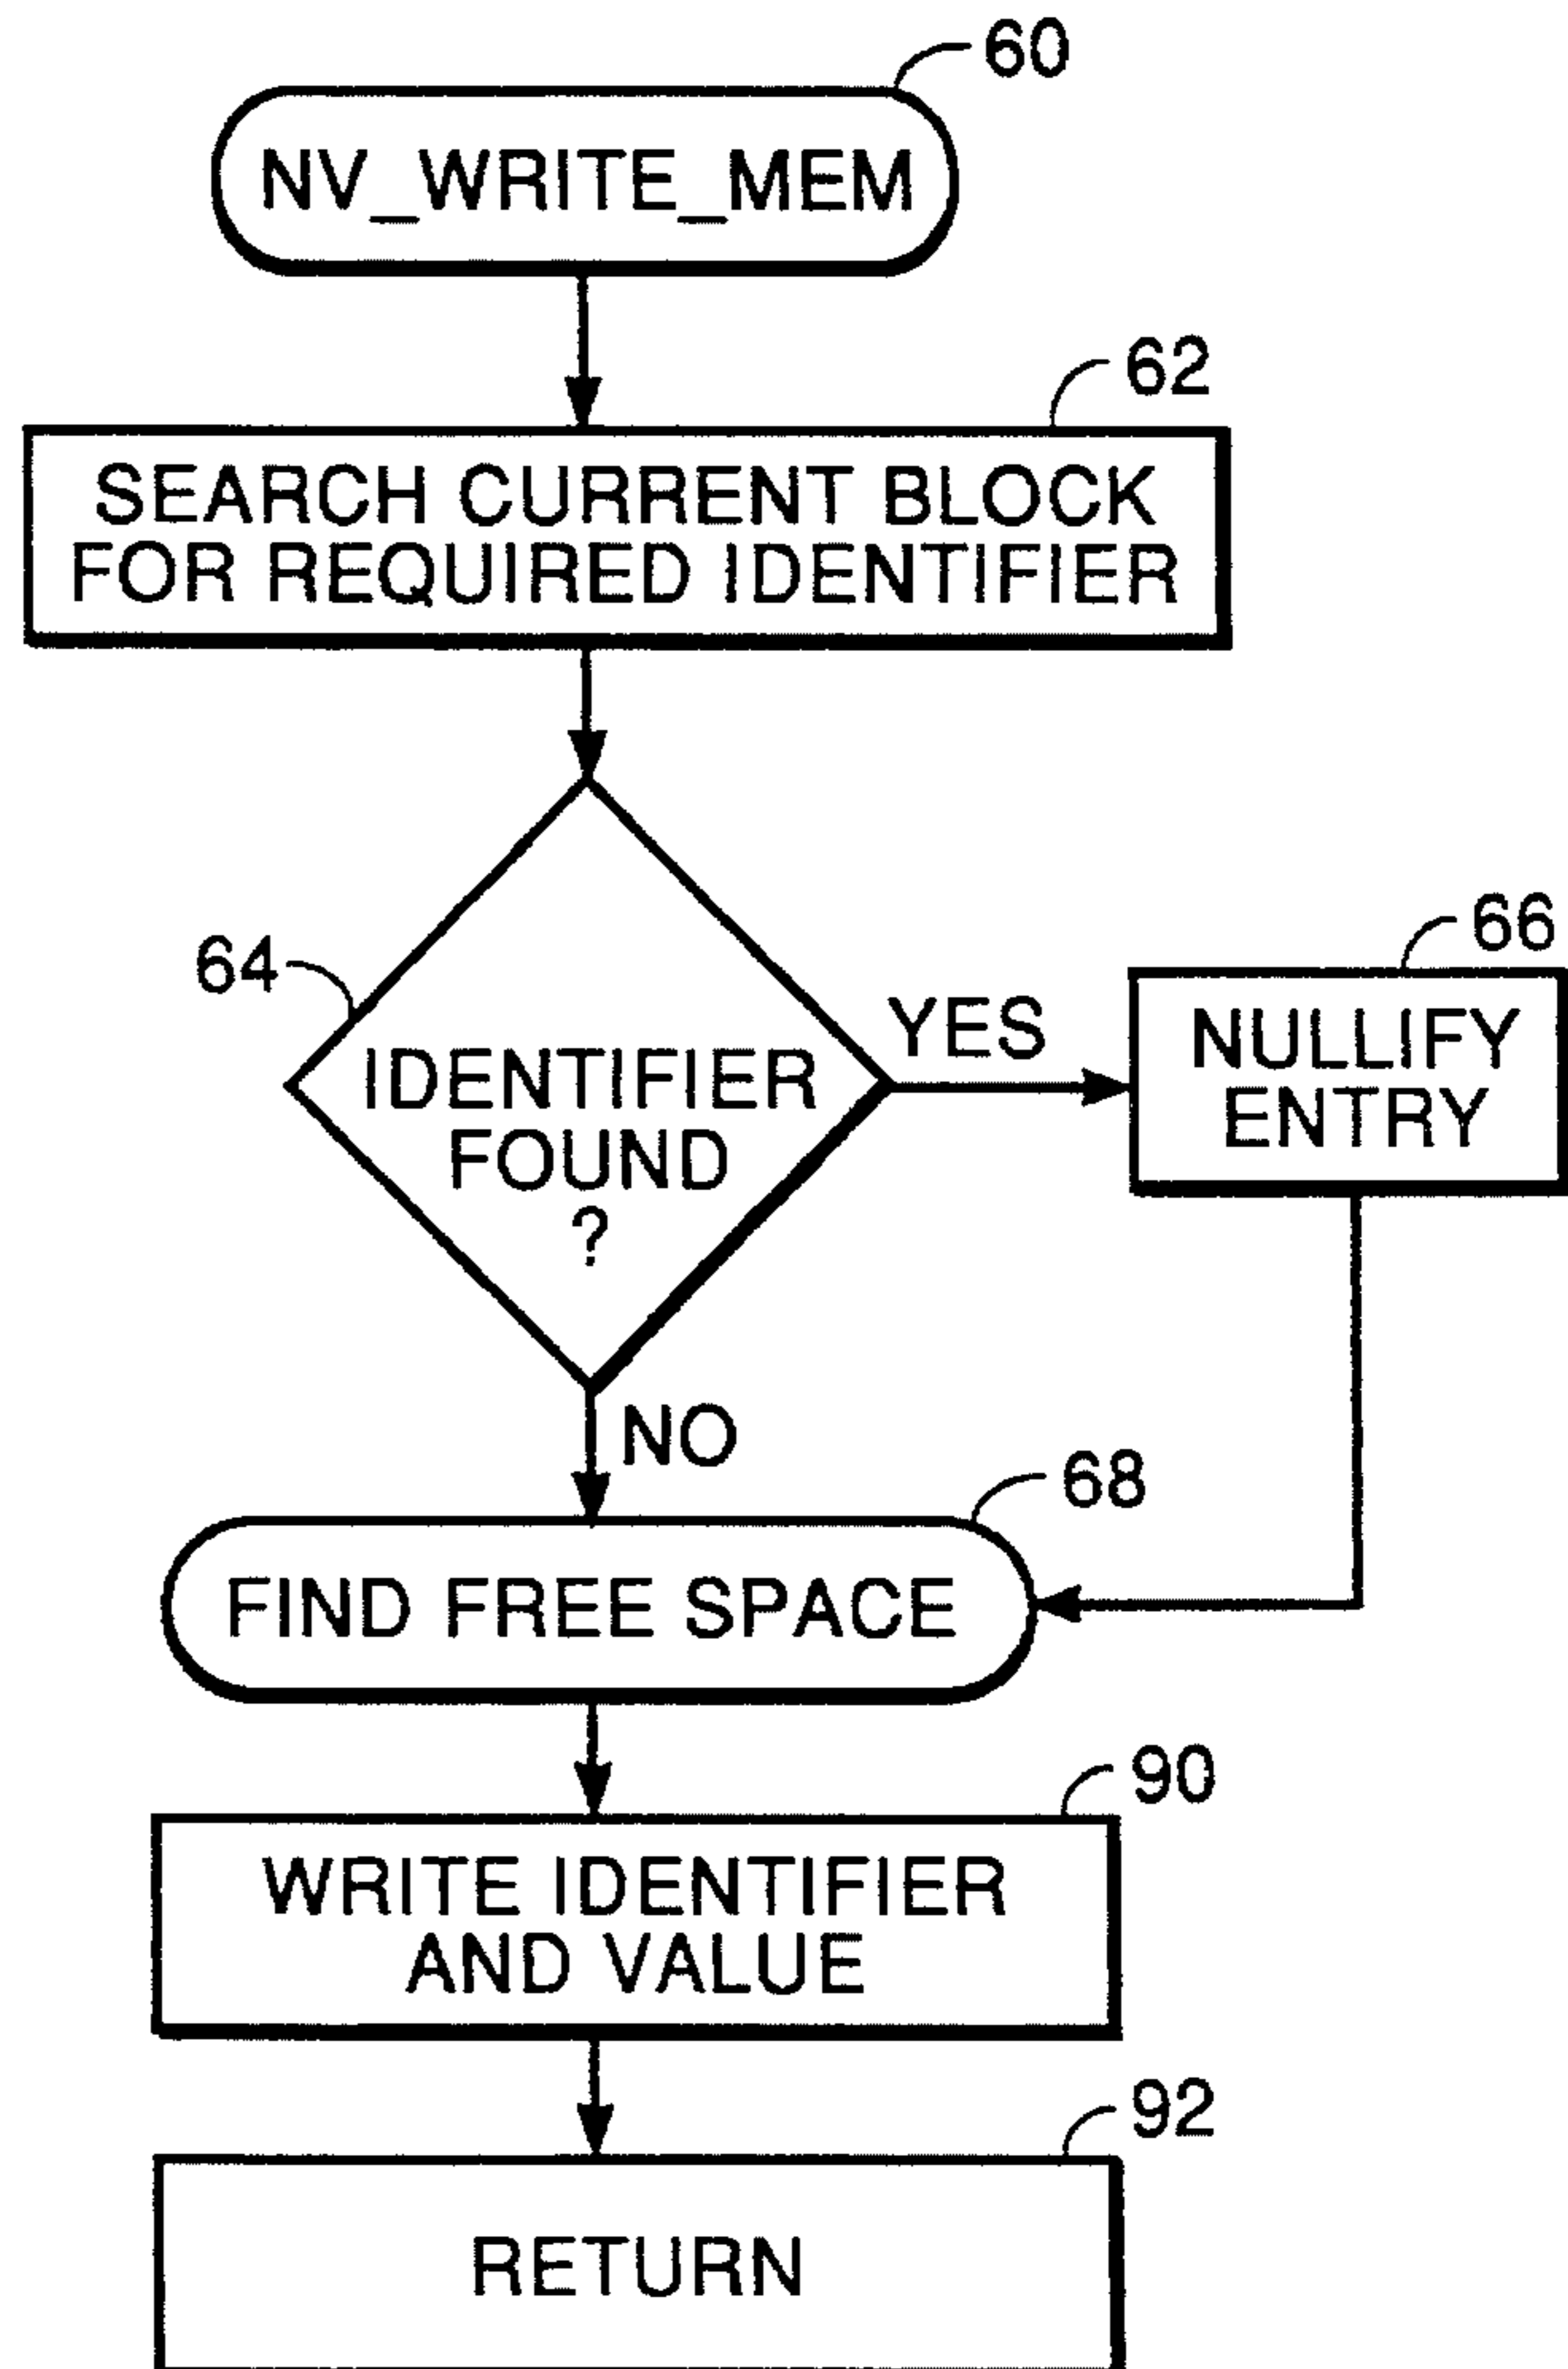 60
NV_WRITE_MEM
62
SEARCH CURRENT BLOCK
FOR REQUIRED IDENTIFIER
64
IDENTIFIER
FOUND
?
YES
66
NULLIFY
ENTRY
NO
68
FIND FREE SPACE
90
WRITE IDENTIFIER
AND VALUE
92
RETURN